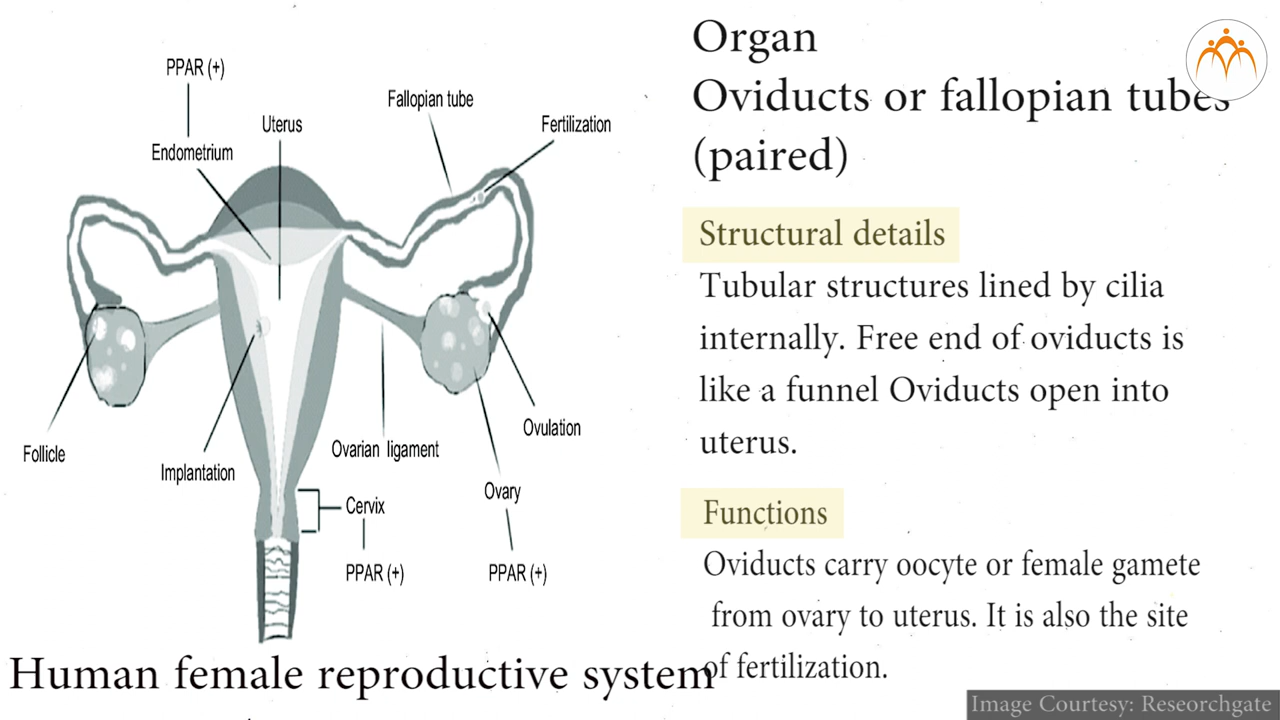 PPAR (+)
Endometrium
Uterus
Fallopian tube
Fertilization
Follicle
Implantation
Ovarian ligament
Cervix
PPAR (+)
Ovary
PPAR (+)
Ovulation
Human female reproductive system
Organ
Oviducts or fallopian tubes
(paired)
Structural details
Tubular structures lined by cilia
internally. Free end of oviducts is
like a funnel Oviducts open into
uterus.
Functions
Oviducts carry oocyte or female gamete
from ovary to uterus. It is also the site
of fertilization.
Image Courtesy: Reseorchgate